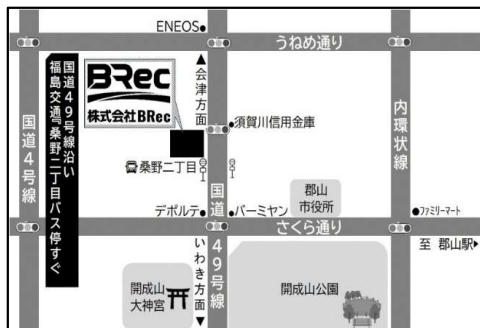 ENEOS
うねめ通り
国道49号線沿い
福島交通『桑野二丁目バス停すぐ
BRec
株式会社BRec
▲会津方面
須賀川信用金庫
国道4号線
内環状線
桑野二丁目
国道49号線
郡山
市役所
デポルテ
バーミヤン
ファミリーマート
さくら通り
至 郡山駅▶
いわき方面▼
開成山
大神宮
開成山公園